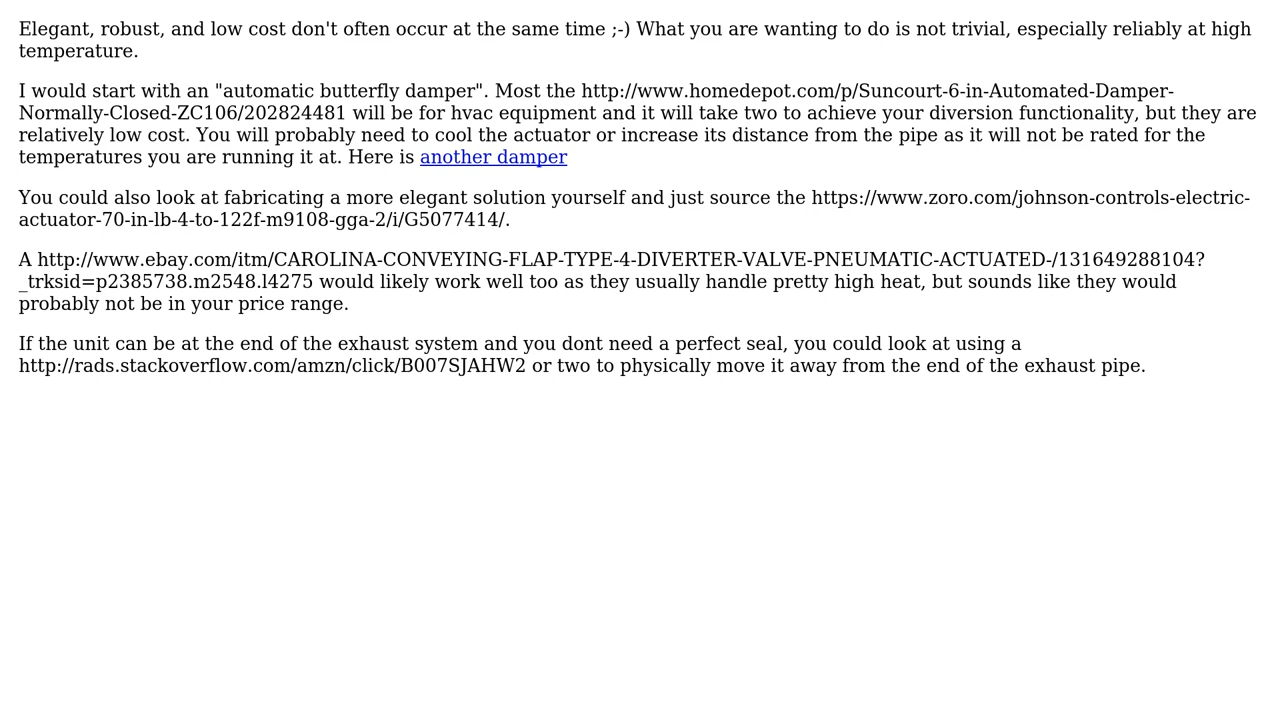 Elegant, robust, and low cost don't often occur at the same time ;-) What you are wanting to do is not trivial, especially reliably at high
temperature.
I would start with an "automatic butterfly damper". Most the http://www.homedepot.com/p/Suncourt-6-in-Automated-Damper-
Normally-Closed-ZC106/202824481 will be for hvac equipment and it will take two to achieve your diversion functionality, but they are
relatively low cost. You will probably need to cool the actuator or increase its distance from the pipe as it will not be rated for the
temperatures you are running it at. Here is another damper
You could also look at fabricating a more elegant solution yourself and just source the https://www.zoro.com/johnson-controls-electric-
actuator-70-in-lb-4-to-122f-m9108-gga-2/i/G5077414/.
A http://www.ebay.com/itm/CAROLINA-CONVEYING-FLAP-TYPE-4-DIVERTER-VALVE-PNEUMATIC-ACTUATED-/131649288104?
_trksid=p2385738.m2548.l4275 would likely work well too as they usually handle pretty high heat, but sounds like they would
probably not be in your price range.
If the unit can be at the end of the exhaust system and you dont need a perfect seal, you could look at using a
http://rads.stackoverflow.com/amzn/click/B007SJAHW2 or two to physically move it away from the end of the exhaust pipe.